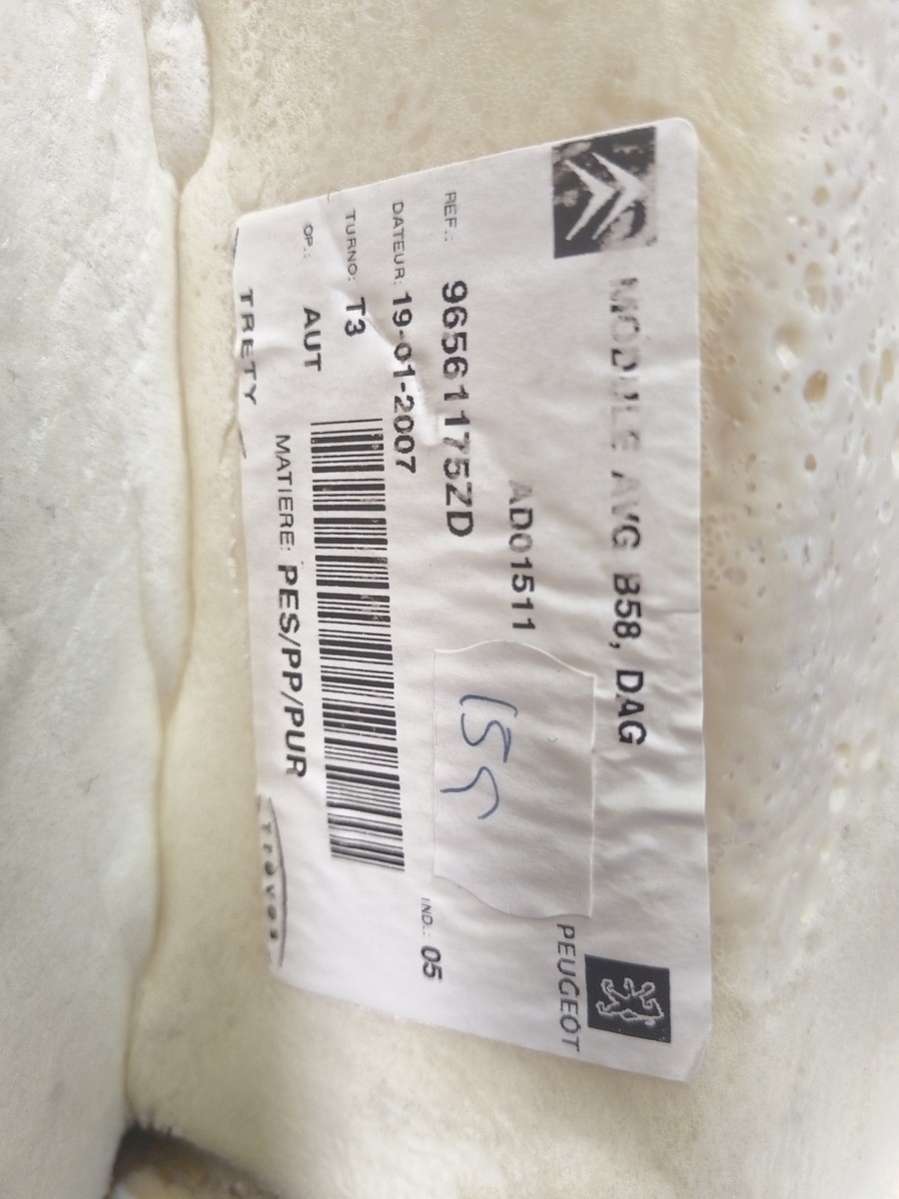 MODULE AVG B58, DAG
PEUGEOT
AD01511
155
REF.: 96561175ZD
IND.: 05
DATEUR: 19-01-2007
TURNO: T3
OP.: AUT
MATIERE: PES/PP/PUR
TRETY
Treves